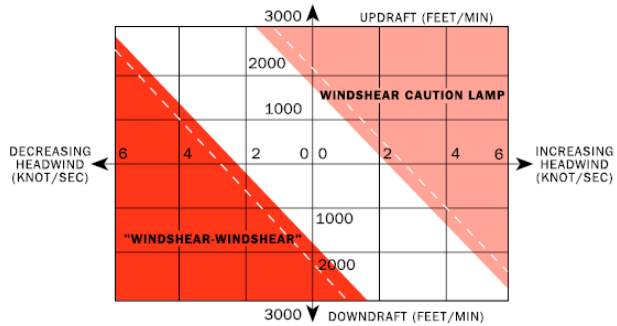 3000
UPDRAFT (FEET/MIN)
2000
WINDSHEAR CAUTION LAMP
1000
DECREASING
HEADWIND
(KNOT/SEC)
6 4 2 0 0 2 4 6
INCREASING
HEADWIND
(KNOT/SEC)
1000
"WINDSHEAR-WINDSHEAR"
2000
3000
DOWNDRAFT (FEET/MIN)